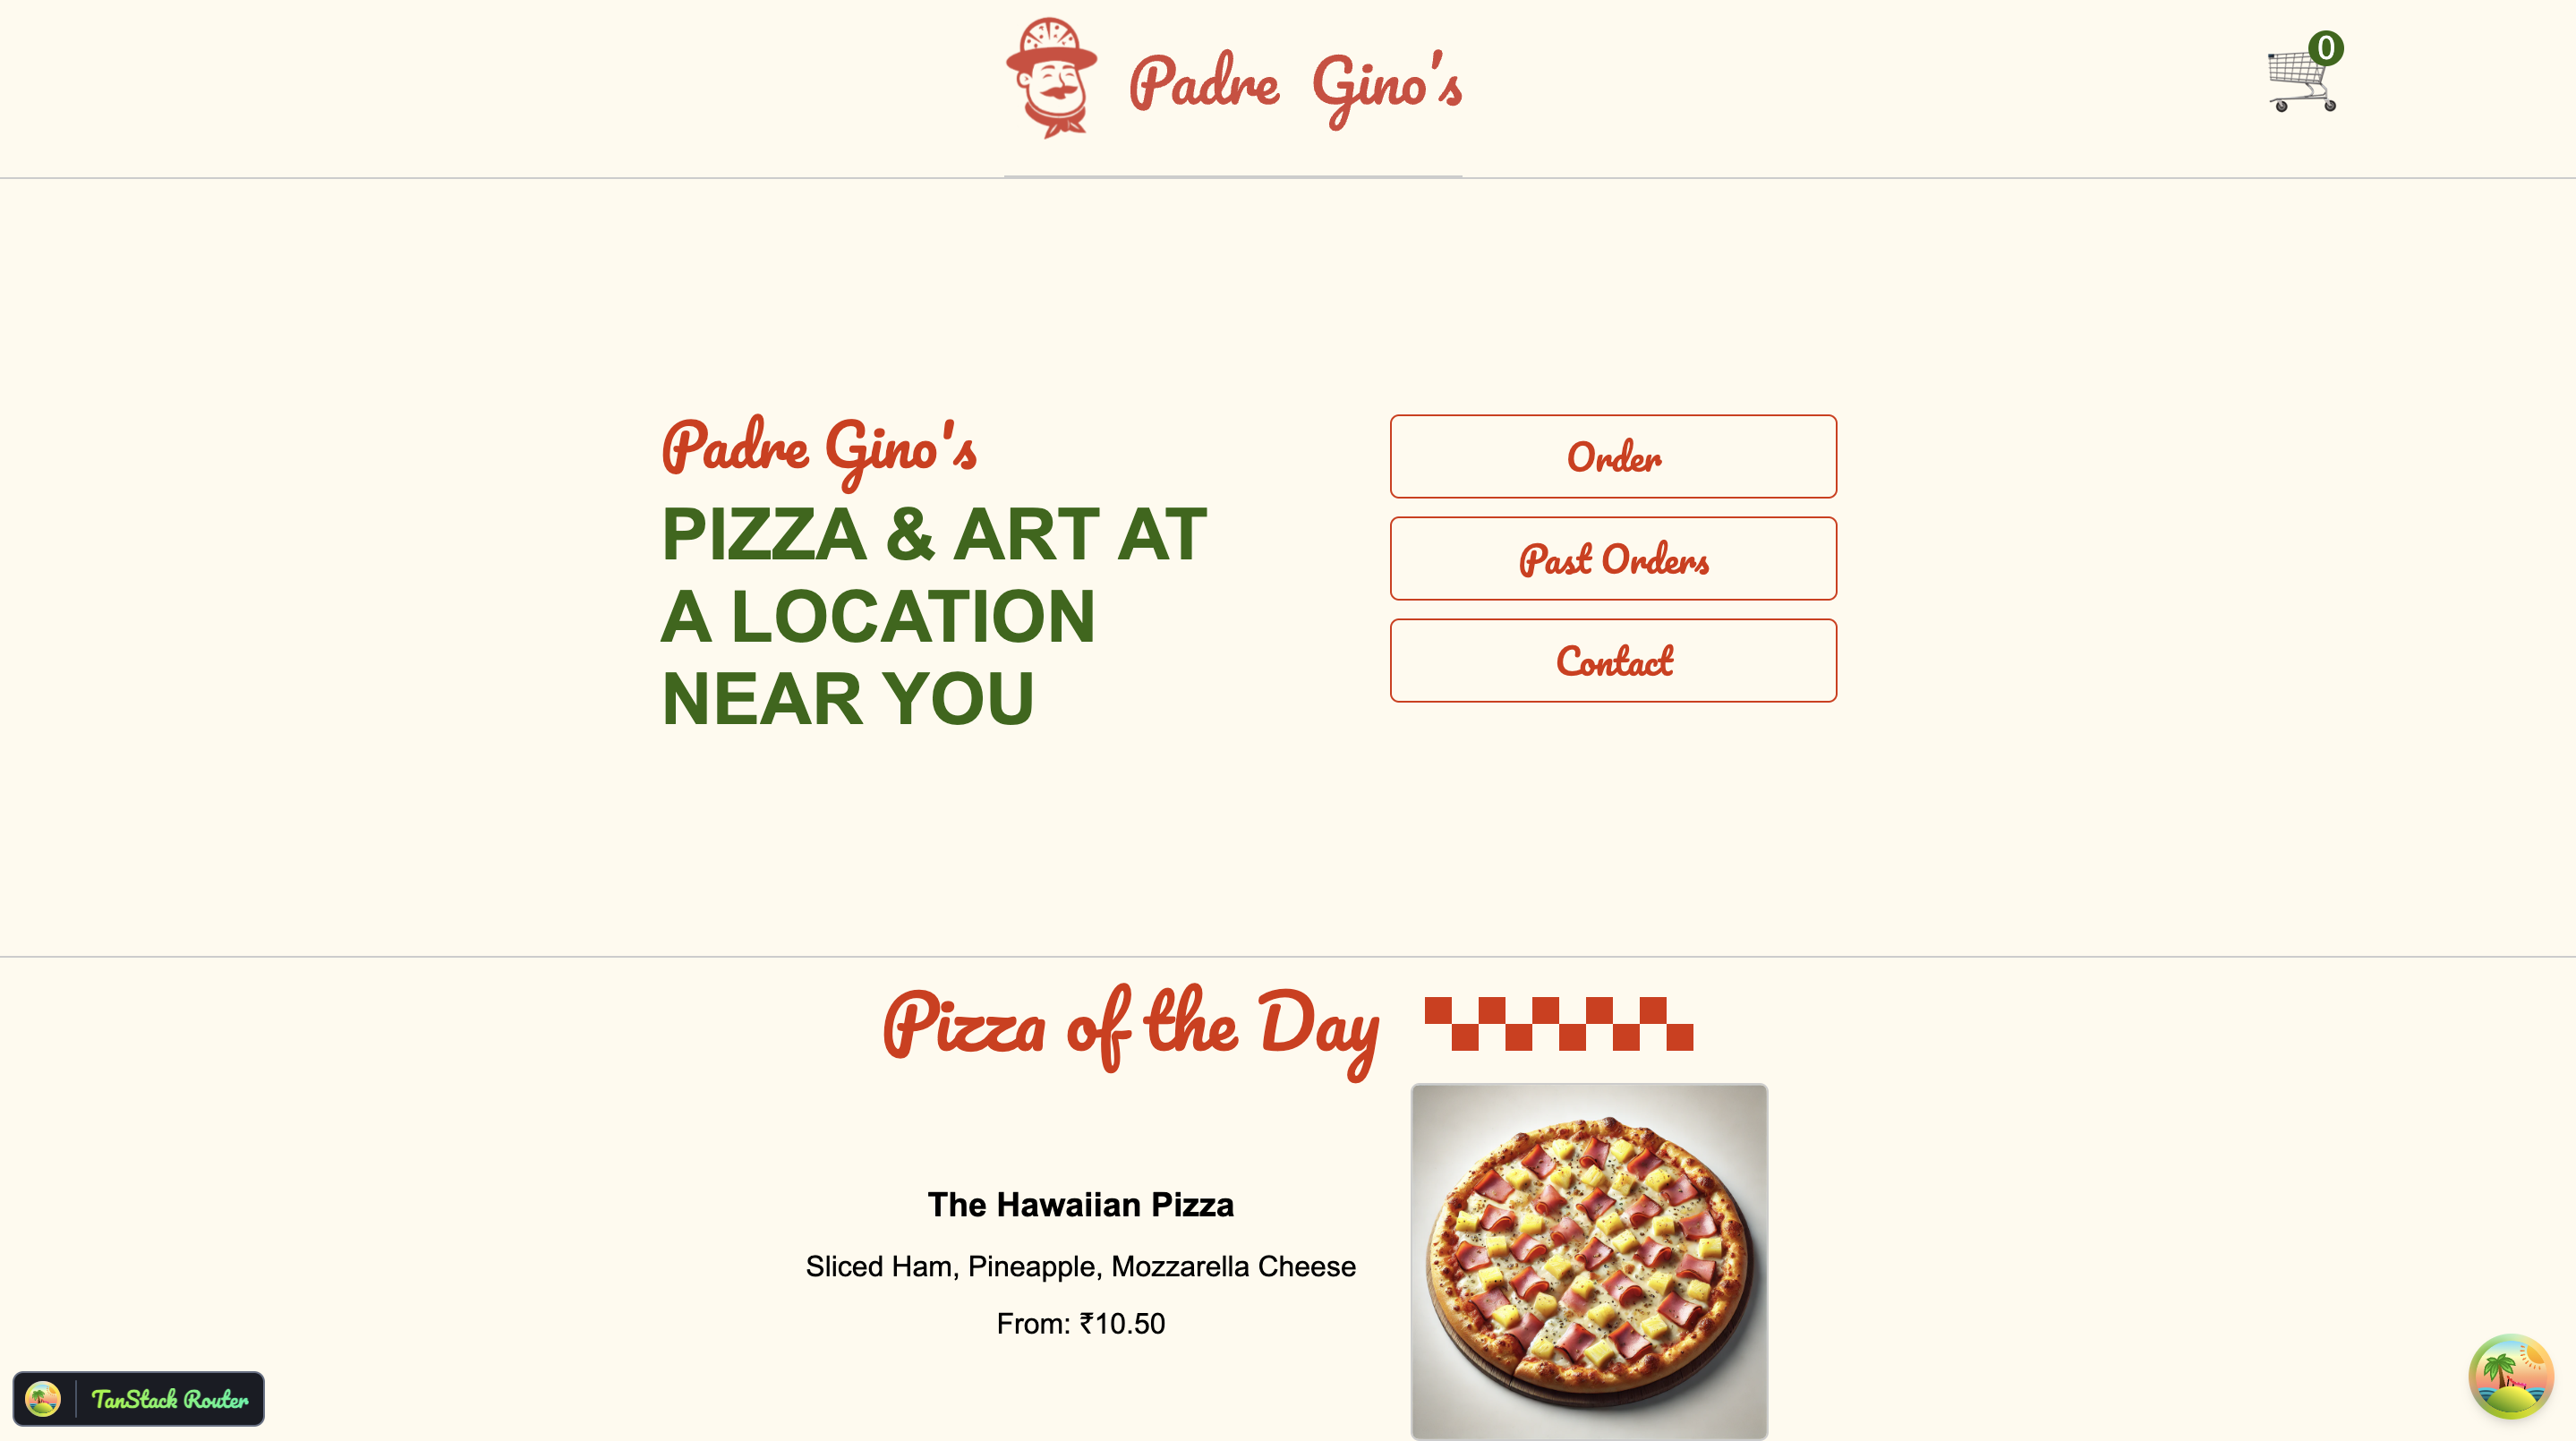 Padre Gino's
0
Padre Gino's
PIZZA & ART AT
A LOCATION
NEAR YOU
Order
Past Orders
Contact
Pizza of the Day
The Hawaiian Pizza
Sliced Ham, Pineapple, Mozzarella Cheese
From: ₹10.50
TanStack Router